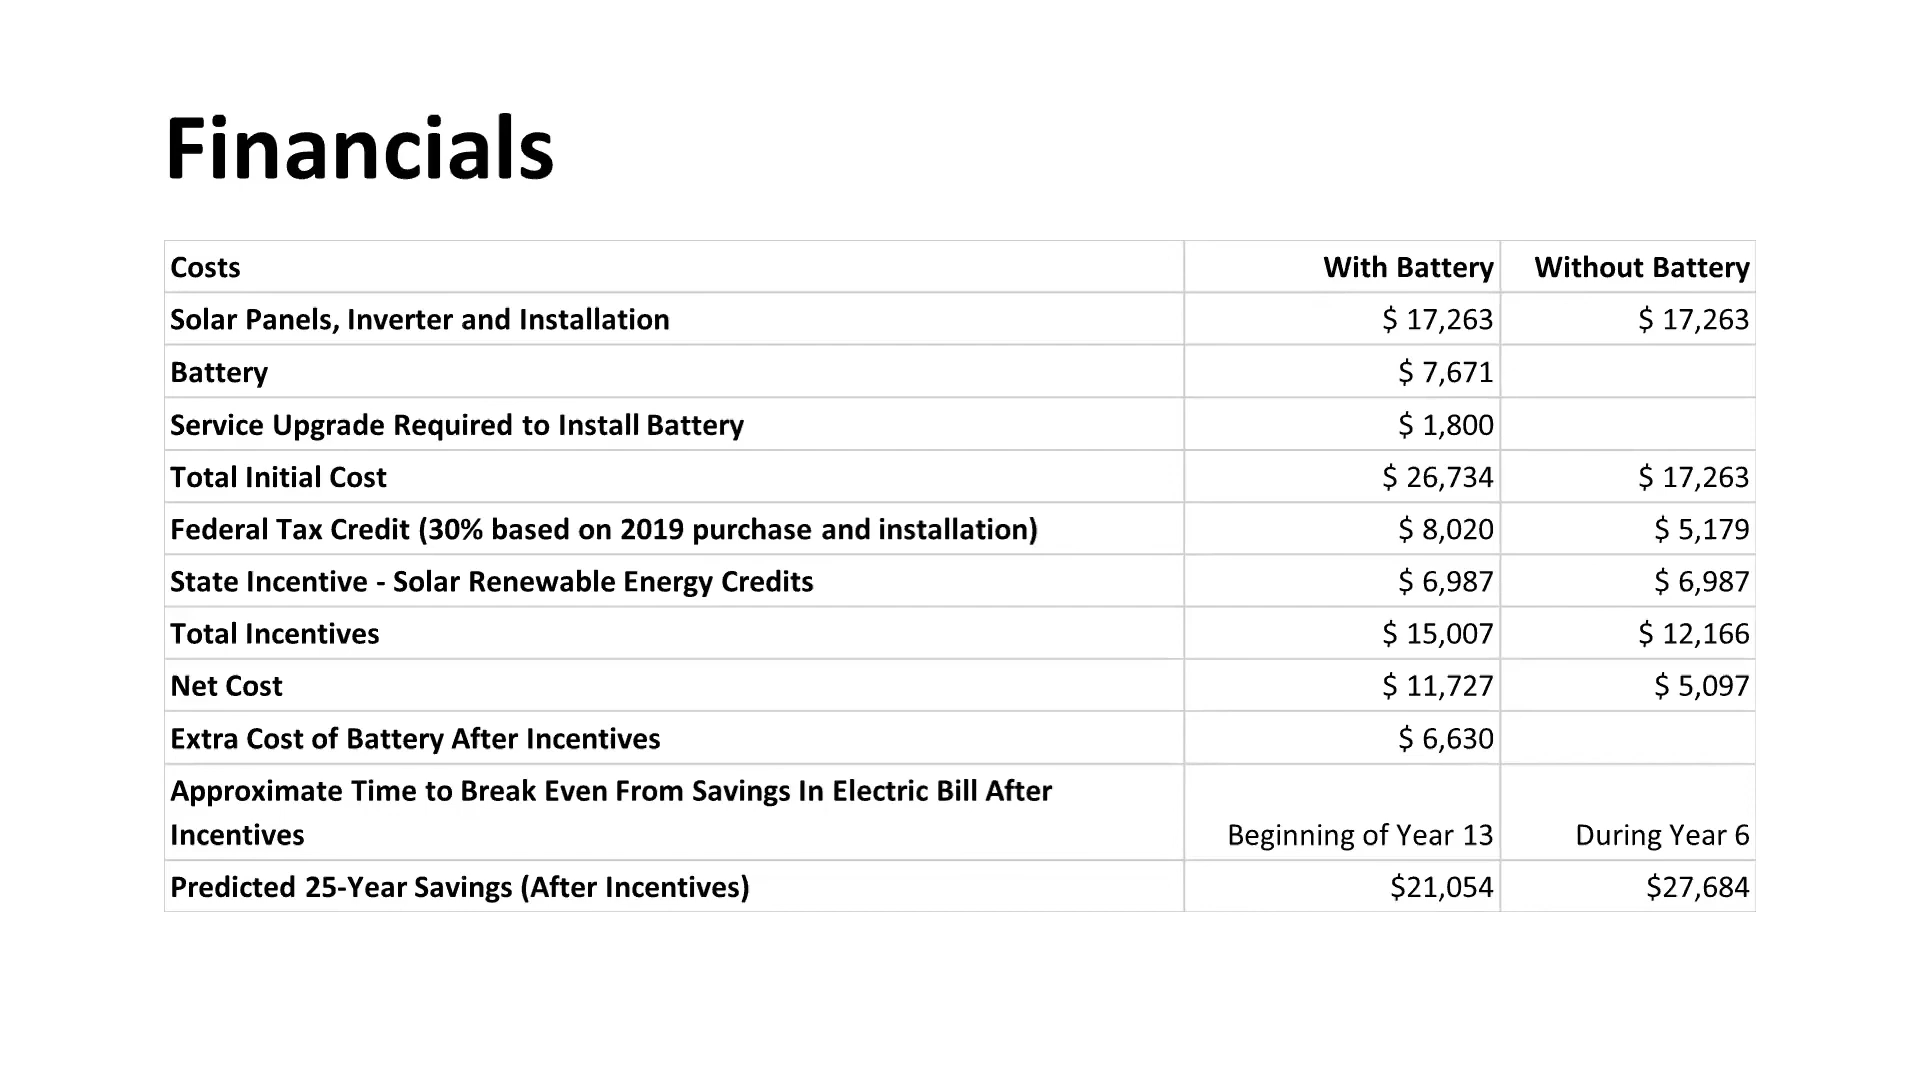 Financials
Costs With Battery Without Battery
Solar Panels, Inverter and Installation $ 17,263 $ 17,263
Battery $ 7,671
Service Upgrade Required to Install Battery $ 1,800
Total Initial Cost $ 26,734 $ 17,263
Federal Tax Credit (30% based on 2019 purchase and installation) $ 8,020 $ 5,179
State Incentive - Solar Renewable Energy Credits $ 6,987 $ 6,987
Total Incentives $ 15,007 $ 12,166
Net Cost $ 11,727 $ 5,097
Extra Cost of Battery After Incentives $ 6,630
Approximate Time to Break Even From Savings In Electric Bill After
Incentives Beginning of Year 13 During Year 6
Predicted 25-Year Savings (After Incentives) $21,054 $27,684